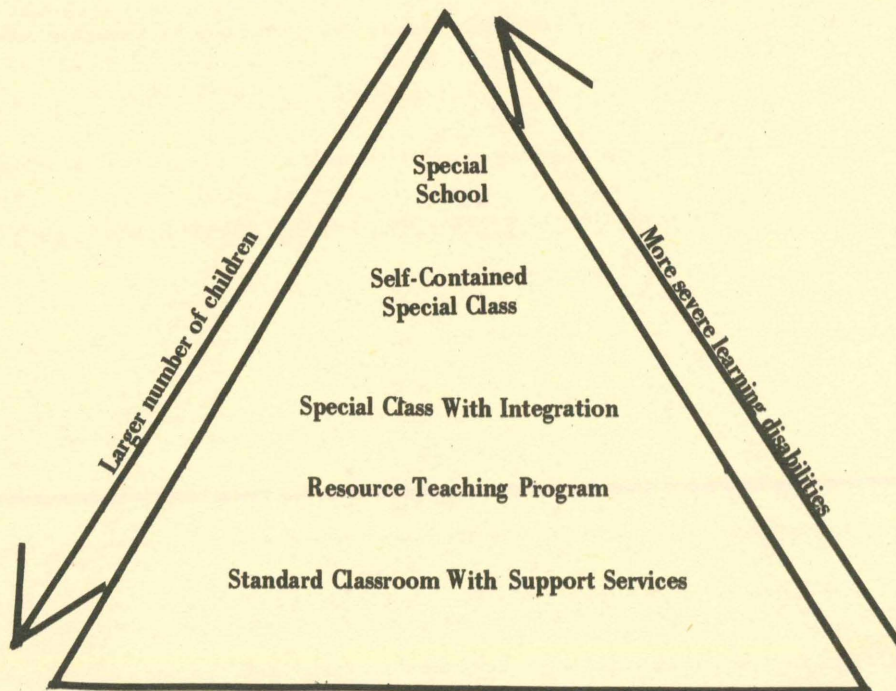 Special
School
Self-Contained
Special Class
Special Class With Integration
Resource Teaching Program
Standard Classroom With Support Services
Larger number of children
More severe learning disabilities